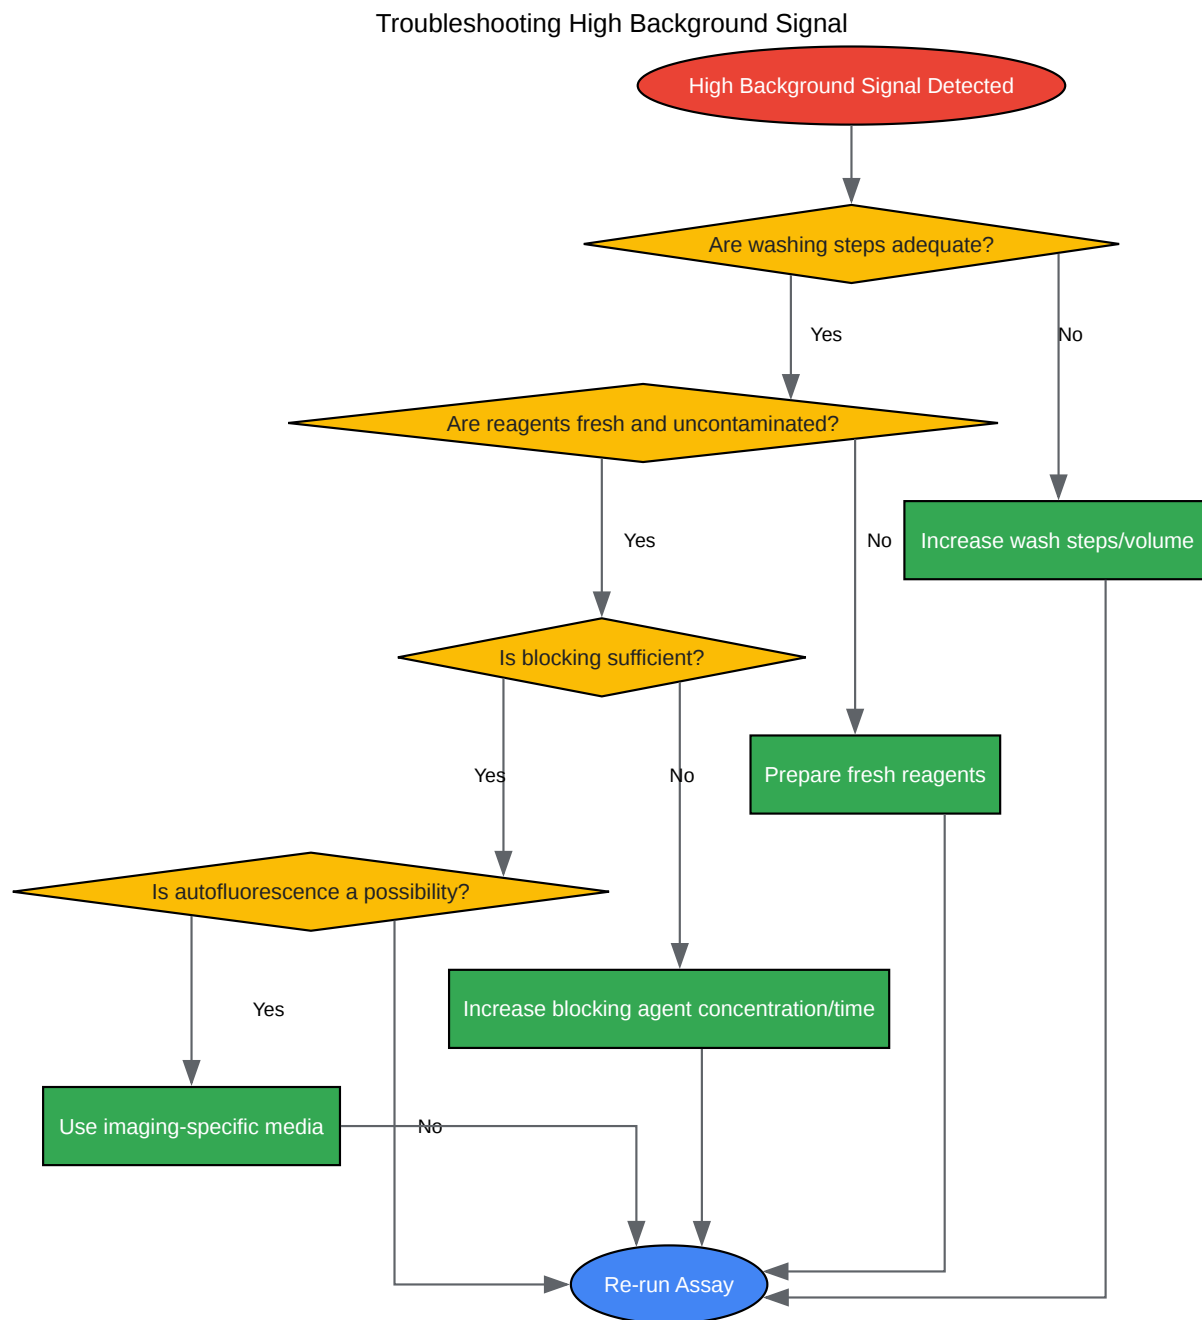 Troubleshooting High Background Signal
High Background Signal Detected
Are washing steps adequate?
Yes
No
Are reagents fresh and uncontaminated?
Yes
No
Increase wash steps/volume
Is blocking sufficient?
Yes
No
Prepare fresh reagents
Is autofluorescence a possibility?
Yes
Increase blocking agent concentration/time
Use imaging-specific media
No
Re-run Assay